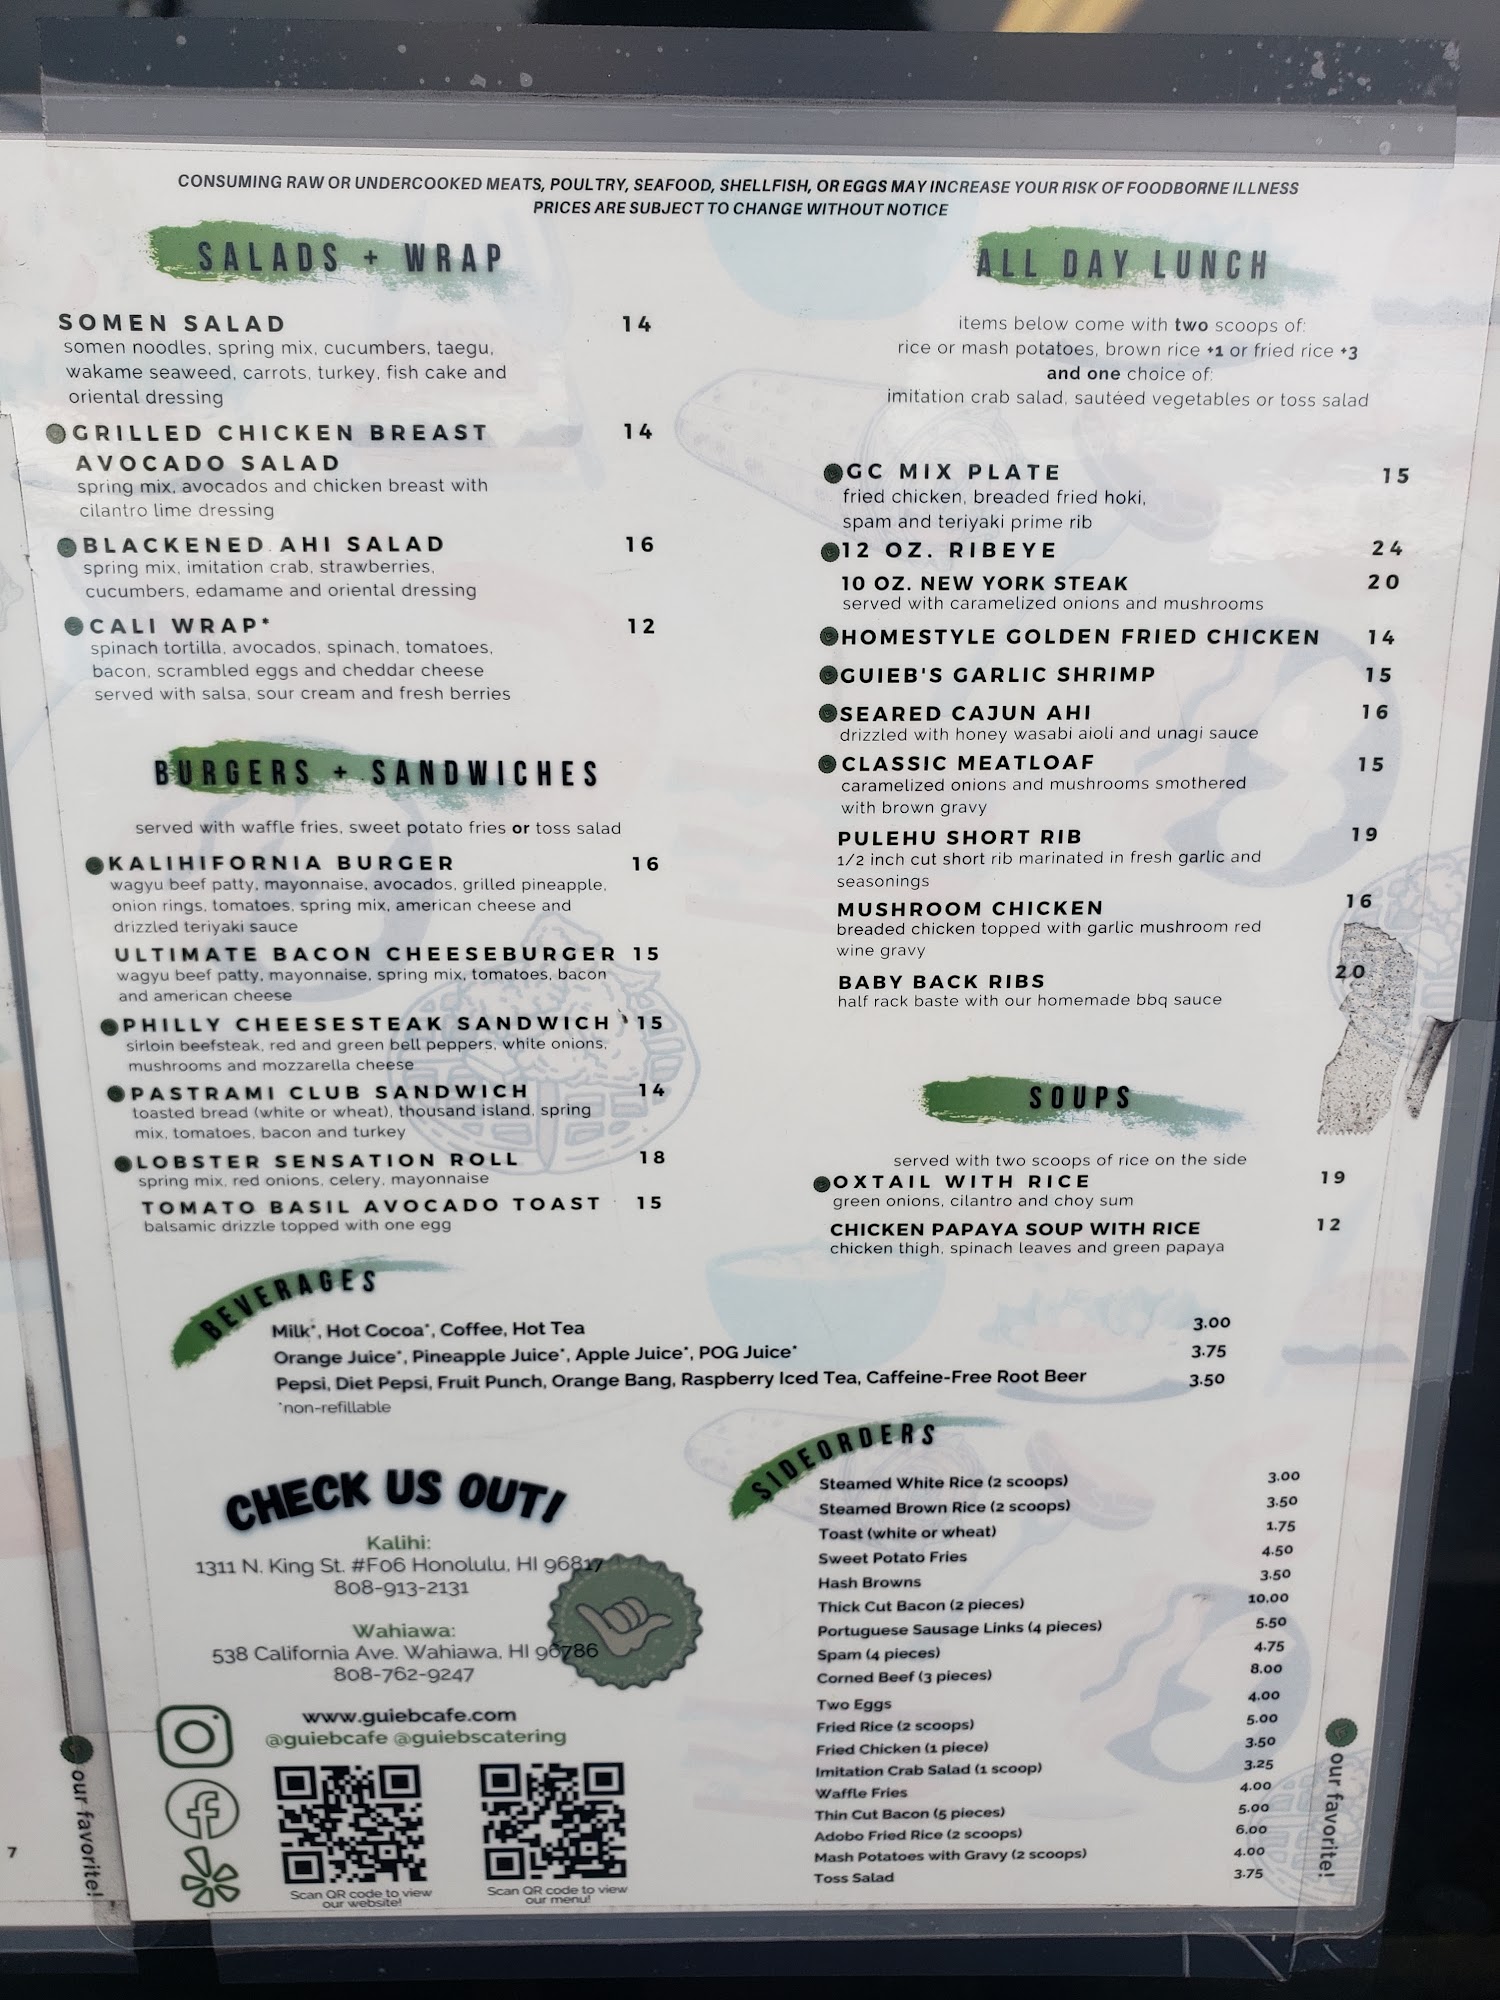 CONSUMING RAW OR UNDERCOOKED MEATS, POULTRY, SEAFOOD, SHELLFISH, OR EGGS MAY INCREASE YOUR RISK OF FOODBORNE ILLNESS
PRICES ARE SUBJECT TO CHANGE WITHOUT NOTICE
SALADS + WRAP
SOMEN SALAD 14
somen noodles, spring mix, cucumbers, taegu,
wakame seaweed, carrots, turkey, fish cake and
oriental dressing
GRILLED CHICKEN BREAST 14
AVOCADO SALAD
spring mix, avocados and chicken breast with
cilantro lime dressing
BLACKENED AHI SALAD 16
spring mix, imitation crab, strawberries,
cucumbers, edamame and oriental dressing
CALI WRAP* 12
spinach tortilla, avocados, spinach, tomatoes,
bacon, scrambled eggs and cheddar cheese
served with salsa, sour cream and fresh berries
BURGERS + SANDWICHES
served with waffle fries, sweet potato fries or toss salad
KALIHIFORNIA BURGER 16
wagyu beef patty, mayonnaise, avocados, grilled pineapple,
onion rings, tomatoes, spring mix, american cheese and
drizzled teriyaki sauce
ULTIMATE BACON CHEESEBURGER 15
wagyu beef patty, mayonnaise, spring mix, tomatoes, bacon
and american cheese
PHILLY CHEESESTEAK SANDWICH 15
sirloin beefsteak, red and green bell peppers, white onions,
mushrooms and mozzarella cheese
PASTRAMI CLUB SANDWICH 14
toasted bread (white or wheat), thousand island, spring
mix, tomatoes, bacon and turkey
LOBSTER SENSATION ROLL 18
spring mix, red onions, celery, mayonnaise
TOMATO BASIL AVOCADO TOAST 15
balsamic drizzle topped with one egg
ALL DAY LUNCH
items below come with two scoops of:
rice or mash potatoes, brown rice +1 or fried rice +3
and one choice of:
imitation crab salad, sautéed vegetables or toss salad
GC MIX PLATE 15
fried chicken, breaded fried hoki,
spam and teriyaki prime rib
12 OZ. RIBEYE 24
10 OZ. NEW YORK STEAK 20
served with caramelized onions and mushrooms
HOMESTYLE GOLDEN FRIED CHICKEN 14
GUIEB'S GARLIC SHRIMP 15
SEARED CAJUN AHI 16
drizzled with honey wasabi aioli and unagi sauce
CLASSIC MEATLOAF 15
caramelized onions and mushrooms smothered
with brown gravy
PULEHU SHORT RIB 19
1/2 inch cut short rib marinated in fresh garlic and
seasonings
MUSHROOM CHICKEN 16
breaded chicken topped with garlic mushroom red
wine gravy
BABY BACK RIBS 20
half rack baste with our homemade bbq sauce
SOUPS
served with two scoops of rice on the side
OXTAIL WITH RICE 19
green onions, cilantro and choy sum
CHICKEN PAPAYA SOUP WITH RICE 12
chicken thigh, spinach leaves and green papaya
BEVERAGES
Milk*, Hot Cocoa*, Coffee, Hot Tea 3.00
Orange Juice*, Pineapple Juice*, Apple Juice*, POG Juice* 3.75
Pepsi, Diet Pepsi, Fruit Punch, Orange Bang, Raspberry Iced Tea, Caffeine-Free Root Beer 3.50
*non-refillable
CHECK US OUT!
Kalihi:
1311 N. King St. #F06 Honolulu, HI 96817
808-913-2131
Wahiawa:
538 California Ave. Wahiawa, HI 96786
808-762-9247
www.guiebcafe.com
@guiebcafe @guiebscatering
Scan QR code to view
our website!
Scan QR code to view
our menu!
SIDEORDERS
Steamed White Rice (2 scoops) 3.00
Steamed Brown Rice (2 scoops) 3.50
Toast (white or wheat) 1.75
Sweet Potato Fries 4.50
Hash Browns 3.50
Thick Cut Bacon (2 pieces) 10.00
Portuguese Sausage Links (4 pieces) 5.50
Spam (4 pieces) 4.75
Corned Beef (3 pieces) 8.00
Two Eggs 4.00
Fried Rice (2 scoops) 5.00
Fried Chicken (1 piece) 3.50
Imitation Crab Salad (1 scoop) 3.25
Waffle Fries 4.00
Thin Cut Bacon (5 pieces) 5.00
Adobo Fried Rice (2 scoops) 6.00
Mash Potatoes with Gravy (2 scoops) 4.00
Toss Salad 3.75
our favorite!
our favorite!
7